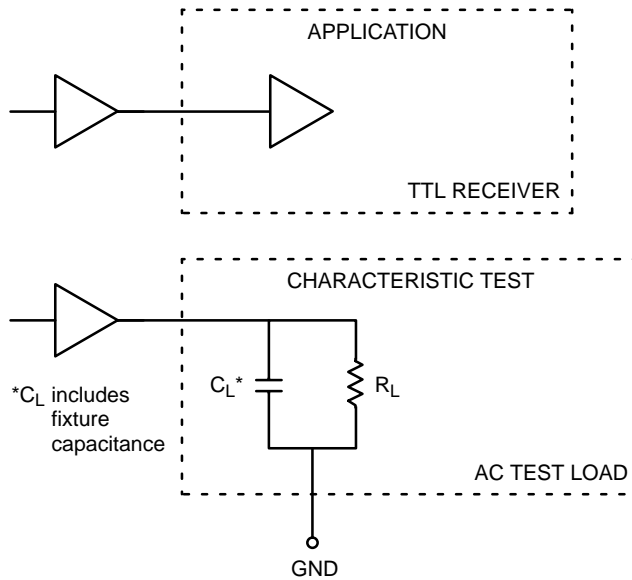 APPLICATION
TTL RECEIVER
CHARACTERISTIC TEST
*CL includes
fixture
capacitance
CL*
RL
AC TEST LOAD
GND